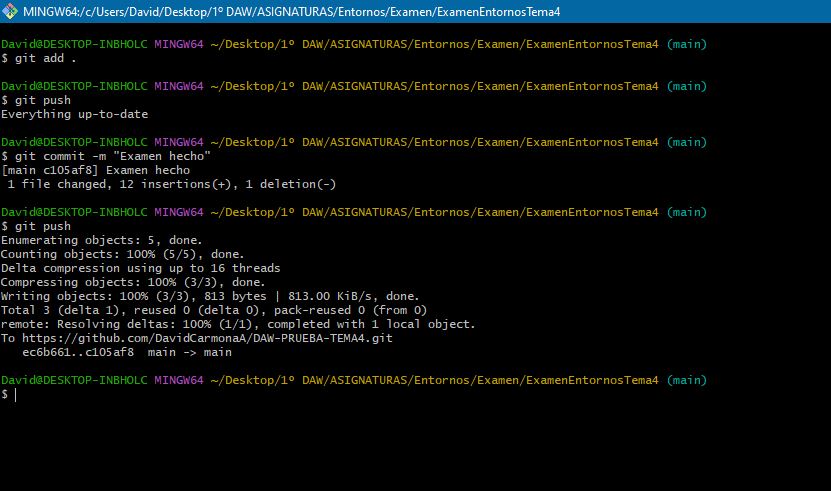 MINGW64:/c/Users/David/Desktop/1º DAW/ASIGNATURAS/Entornos/Examen/ExamenEntornosTema4
David@DESKTOP-INBHOLC MINGW64 ~/Desktop/1º DAW/ASIGNATURAS/Entornos/Examen/ExamenEntornosTema4 (main)
$ git add .
David@DESKTOP-INBHOLC MINGW64 ~/Desktop/1º DAW/ASIGNATURAS/Entornos/Examen/ExamenEntornosTema4 (main)
$ git push
Everything up-to-date
David@DESKTOP-INBHOLC MINGW64 ~/Desktop/1º DAW/ASIGNATURAS/Entornos/Examen/ExamenEntornosTema4 (main)
$ git commit -m "Examen hecho"
[main c105af8] Examen hecho
 1 file changed, 12 insertions(+), 1 deletion(-)
David@DESKTOP-INBHOLC MINGW64 ~/Desktop/1º DAW/ASIGNATURAS/Entornos/Examen/ExamenEntornosTema4 (main)
$ git push
Enumerating objects: 5, done.
Counting objects: 100% (5/5), done.
Delta compression using up to 16 threads
Compressing objects: 100% (3/3), done.
Writing objects: 100% (3/3), 813 bytes | 813.00 KiB/s, done.
Total 3 (delta 1), reused 0 (delta 0), pack-reused 0 (from 0)
remote: Resolving deltas: 100% (1/1), completed with 1 local object.
To https://github.com/DavidCarmonaA/DAW-PRUEBA-TEMA4.git
   ec6b661..c105af8  main -> main
David@DESKTOP-INBHOLC MINGW64 ~/Desktop/1º DAW/ASIGNATURAS/Entornos/Examen/ExamenEntornosTema4 (main)
$